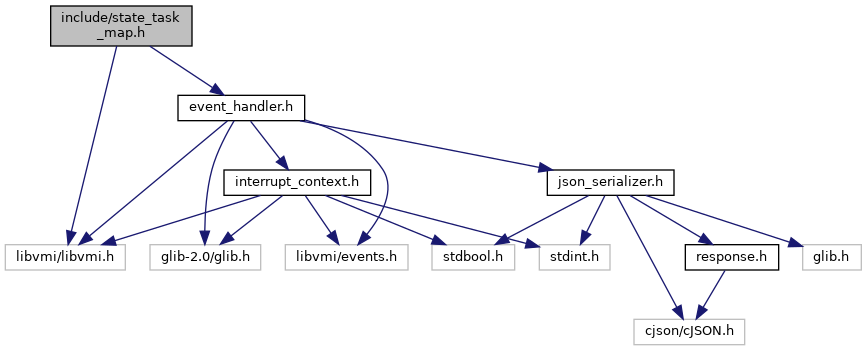 include/state_task
_map.h
event_handler.h
interrupt_context.h
json_serializer.h
libvmi/libvmi.h
glib-2.0/glib.h
libvmi/events.h
stdbool.h
stdint.h
response.h
glib.h
cjson/cJSON.h